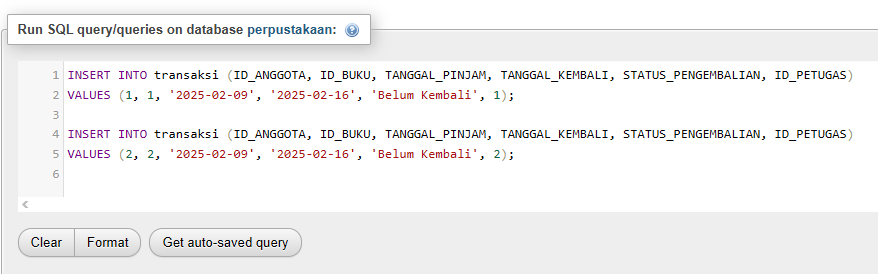 Run SQL query/queries on database perpustakaan:
1 INSERT INTO transaksi (ID_ANGGOTA, ID_BUKU, TANGGAL_PINJAM, TANGGAL_KEMBALI, STATUS_PENGEMBALIAN, ID_PETUGAS)
2 VALUES (1, 1, '2025-02-09', '2025-02-16', 'Belum Kembali', 1);
3
4 INSERT INTO transaksi (ID_ANGGOTA, ID_BUKU, TANGGAL_PINJAM, TANGGAL_KEMBALI, STATUS_PENGEMBALIAN, ID_PETUGAS)
5 VALUES (2, 2, '2025-02-09', '2025-02-16', 'Belum Kembali', 2);
6
Clear Format Get auto-saved query